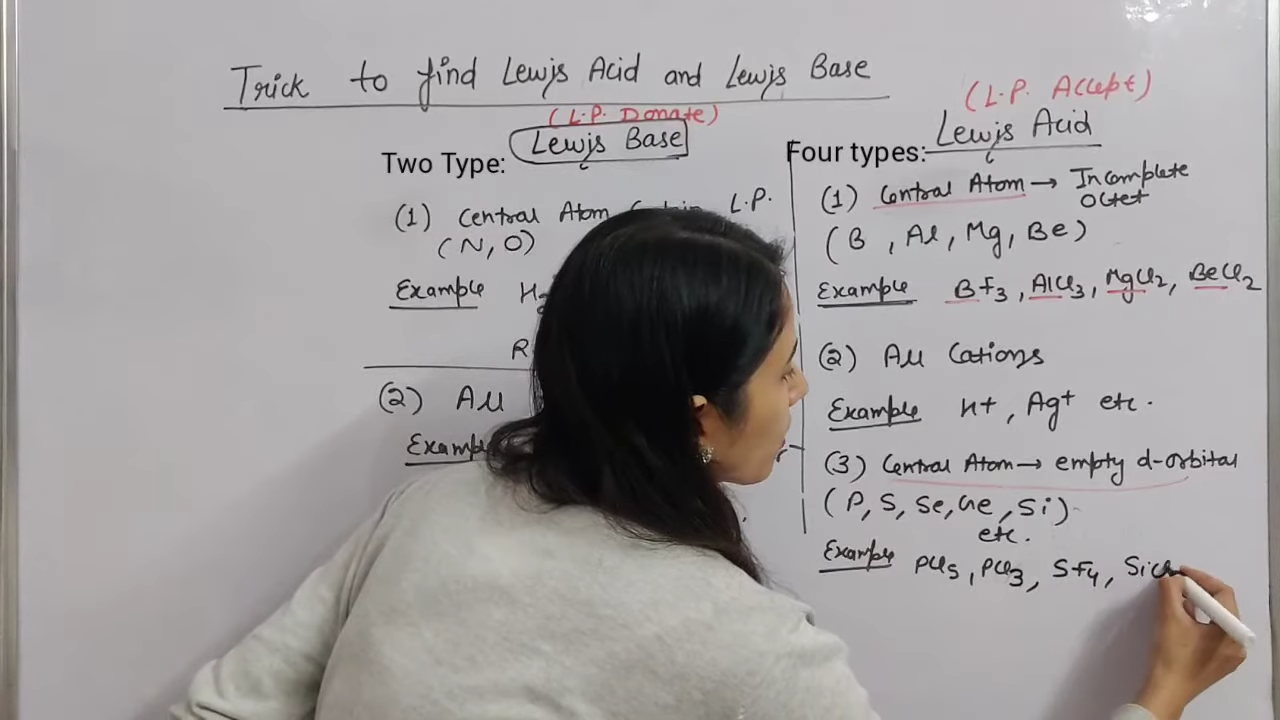 Trick to find Lewis Acid and Lewis Base
(L.P. Donate)
Lewis Base
Two Type:
(1) Central Atom L.P.
(N, O)
Example
(2) All
Example
(L.P. Accept)
Lewis Acid
Four types:
(1) Central Atom → Incomplete
Octet
(B, Al, Mg, Be)
Example BF3, AlCl3, MgCl2, BeCl2
(2) All Cations
Example H+, Ag+ etc.
(3) Central Atom → empty d-orbital
(P, S, Se, Ge, Si)
etc.
Example PCl5, PCl3, SF4,